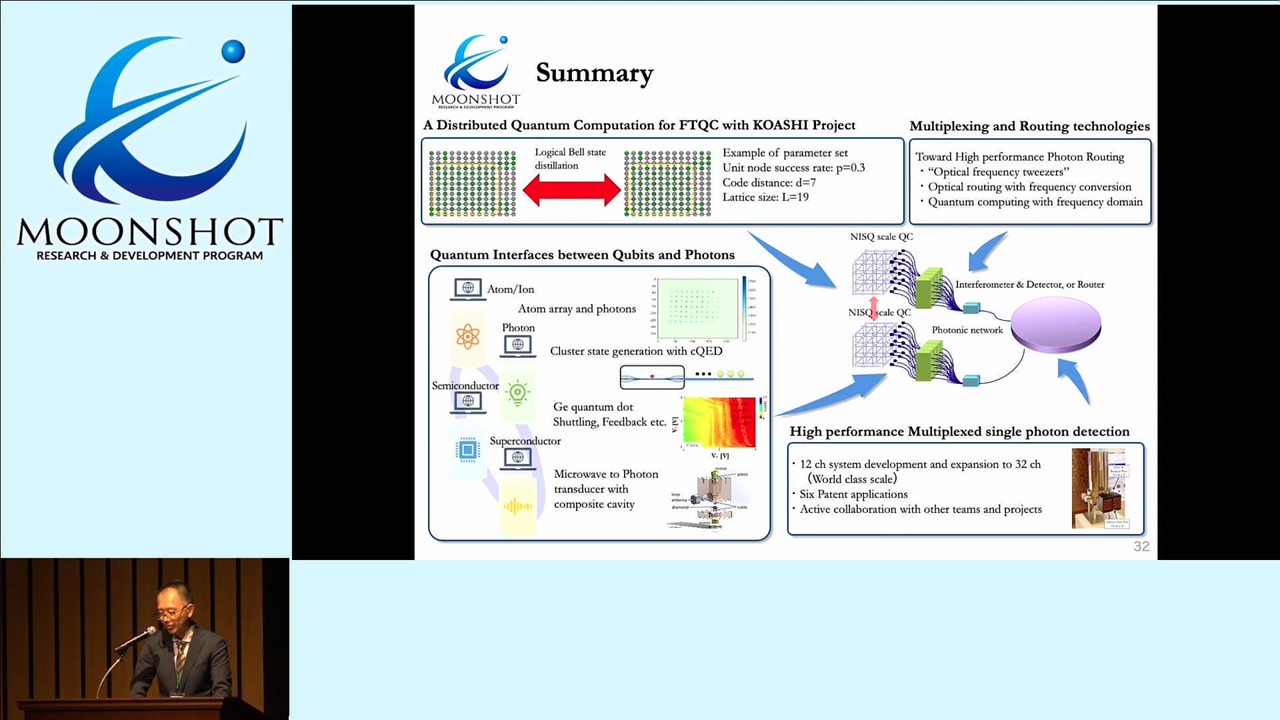 MOONSHOT
RESEARCH & DEVELOPMENT PROGRAM
MOONSHOT
RESEARCH & DEVELOPMENT PROGRAM
Summary
A Distributed Quantum Computation for FTQC with KOASHI Project
Logical Bell state
distillation
Example of parameter set
Unit node success rate: p=0.3
Code distance: d=7
Lattice size: L=19
Multiplexing and Routing technologies
Toward High performance Photon Routing
・“Optical frequency tweezers”
・Optical routing with frequency conversion
・Quantum computing with frequency domain
Quantum Interfaces between Qubits and Photons
Atom/Ion
Atom array and photons
Photon
Cluster state generation with cQED
Semiconductor
Ge quantum dot
Shuttling, Feedback etc.
Superconductor
Microwave to Photon
transducer with
composite cavity
NISQ scale QC
Interferometer & Detector, or Router
NISQ scale QC
Photonic network
High performance Multiplexed single photon detection
・12 ch system development and expansion to 32 ch
(World class scale)
・Six Patent applications
・Active collaboration with other teams and projects
32